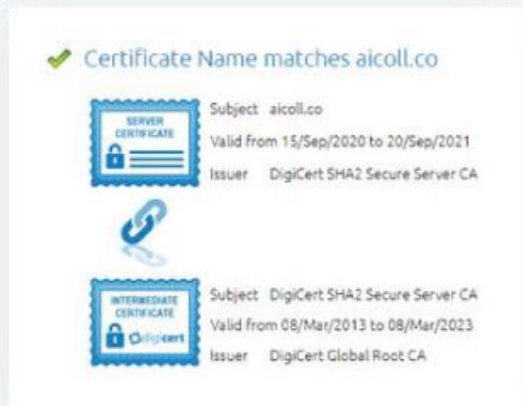 Certificate Name matches aicoll.co
SERVER
CERTIFICATE
Subject aicoll.co
Valid from 15/Sep/2020 to 20/Sep/2021
Issuer DigiCert SHA2 Secure Server CA
INTERMEDIATE
CERTIFICATE
digicert
Subject DigiCert SHA2 Secure Server CA
Valid from 08/Mar/2013 to 08/Mar/2023
Issuer DigiCert Global Root CA